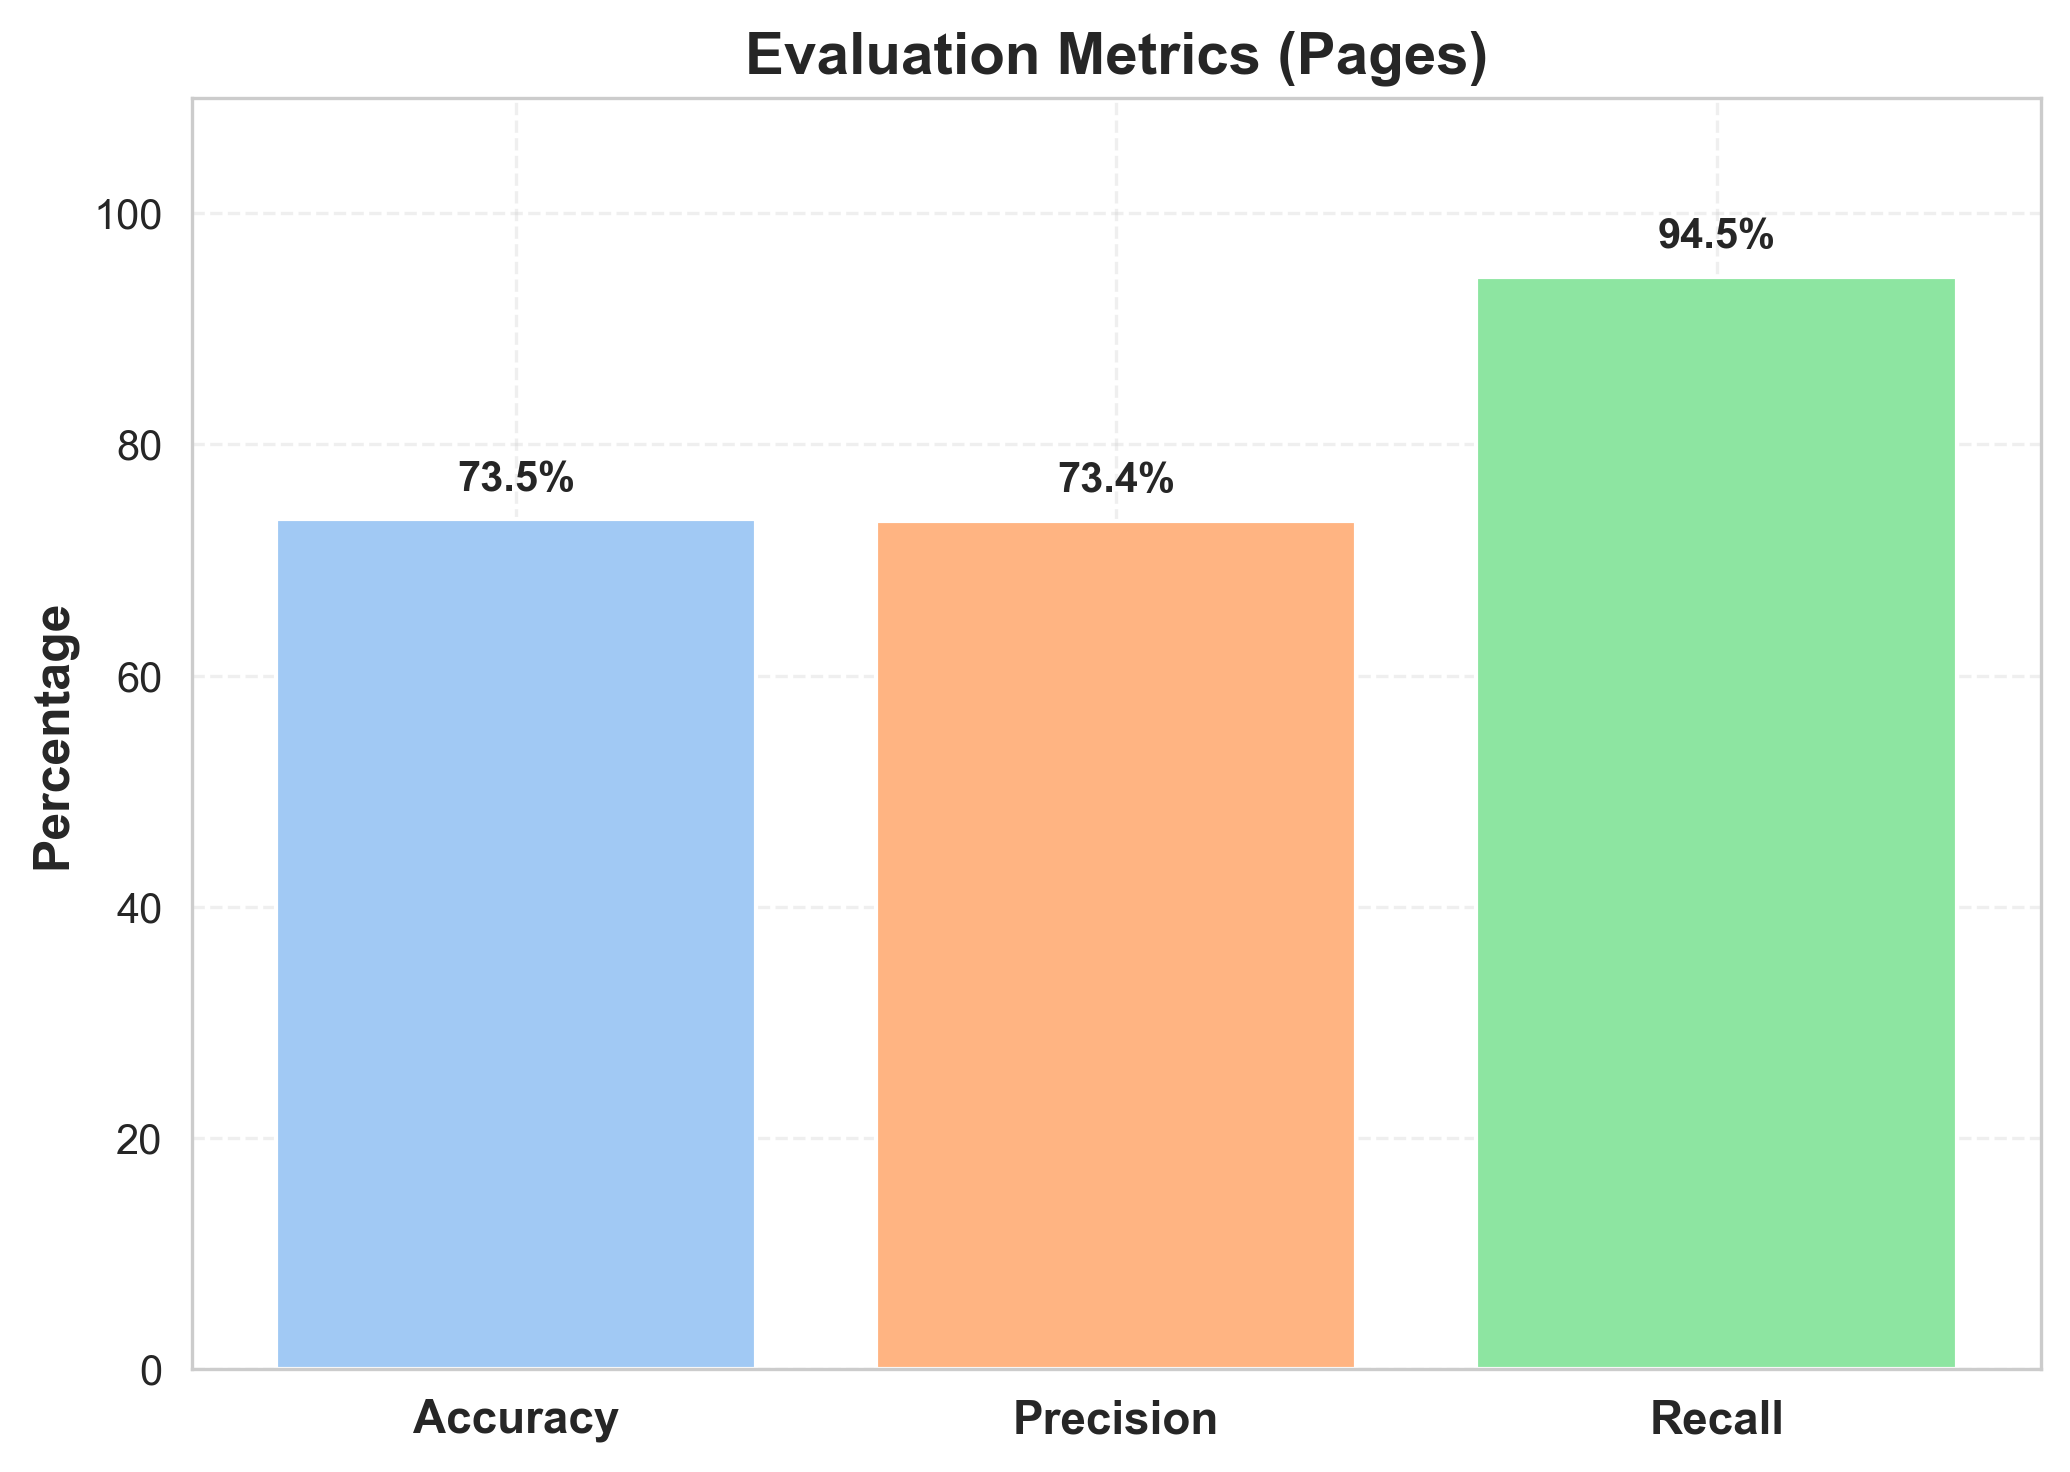 Evaluation Metrics (Pages)
Percentage
100
80
60
40
20
0
73.5%
73.4%
94.5%
Accuracy
Precision
Recall